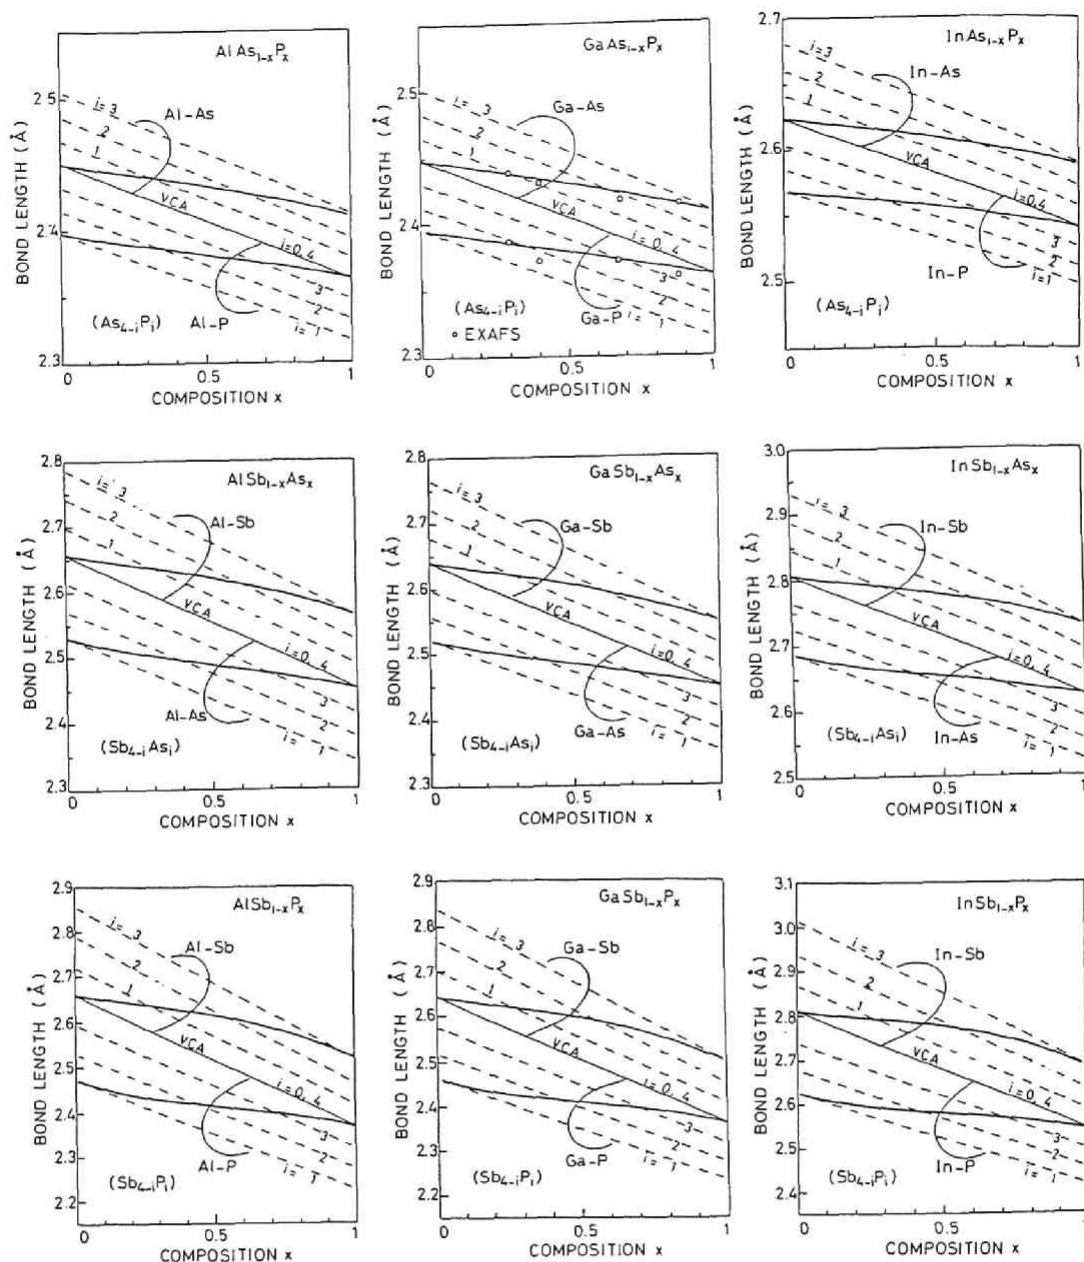 AlAs₁₋ₓPₓ
BOND LENGTH (Å)
2.5
2.4
2.3
i= 3
2
1
Al-As
VCA
i=0,4
3
2
i= 1
(As₄₋ᵢPᵢ)
Al-P
0
0.5
1
COMPOSITION x
GaAs₁₋ₓPₓ
BOND LENGTH (Å)
2.5
2.4
2.3
i= 3
2
1
Ga-As
VCA
i=0, 4
3
2
i= 1
(As₄₋ᵢPᵢ)
Ga-P
∘ EXAFS
0
0.5
1
COMPOSITION x
InAs₁₋ₓPₓ
BOND LENGTH (Å)
2.7
2.6
2.5
i= 3
2
1
In-As
VCA
i=0,4
3
2
i=1
In-P
(As₄₋ᵢPᵢ)
0
0.5
1
COMPOSITION x
AlSb₁₋ₓAsₓ
BOND LENGTH (Å)
2.8
2.7
2.6
2.5
2.4
2.3
i= 3
2
1
Al-Sb
VCA
i=0,4
3
2
i= 1
Al-As
(Sb₄₋ᵢAsᵢ)
0
0.5
1
COMPOSITION x
GaSb₁₋ₓAsₓ
BOND LENGTH (Å)
2.8
2.7
2.6
2.5
2.4
2.3
i= 3
2
1
Ga-Sb
VCA
i=0,4
3
2
i= 1
(Sb₄₋ᵢAsᵢ)
Ga-As
0
0.5
1
COMPOSITION x
InSb₁₋ₓAsₓ
BOND LENGTH (Å)
3.0
2.9
2.8
2.7
2.6
2.5
i= 3
2
1
In-Sb
VCA
i=0,4
3
2
i= 1
(Sb₄₋ᵢAsᵢ)
In-As
0
0.5
1
COMPOSITION x
AlSb₁₋ₓPₓ
BOND LENGTH (Å)
2.9
2.8
2.7
2.6
2.5
2.4
2.3
2.2
i= 3
2
1
Al-Sb
VCA
i=0, 4
3
2
i= 1
Al-P
(Sb₄₋ᵢPᵢ)
0
0.5
1
COMPOSITION x
GaSb₁₋ₓPₓ
BOND LENGTH (Å)
2.9
2.8
2.7
2.6
2.5
2.4
2.3
2.2
i= 3
2
1
Ga-Sb
VCA
i=0, 4
3
2
i= 1
Ga-P
(Sb₄₋ᵢPᵢ)
0
0.5
1
COMPOSITION x
InSb₁₋ₓPₓ
BOND LENGTH (Å)
3.1
3.0
2.9
2.8
2.7
2.6
2.5
2.4
i= 3
2
1
In-Sb
VCA
i=0,4
3
2
i= 1
In-P
(Sb₄₋ᵢPᵢ)
0
0.5
1
COMPOSITION x